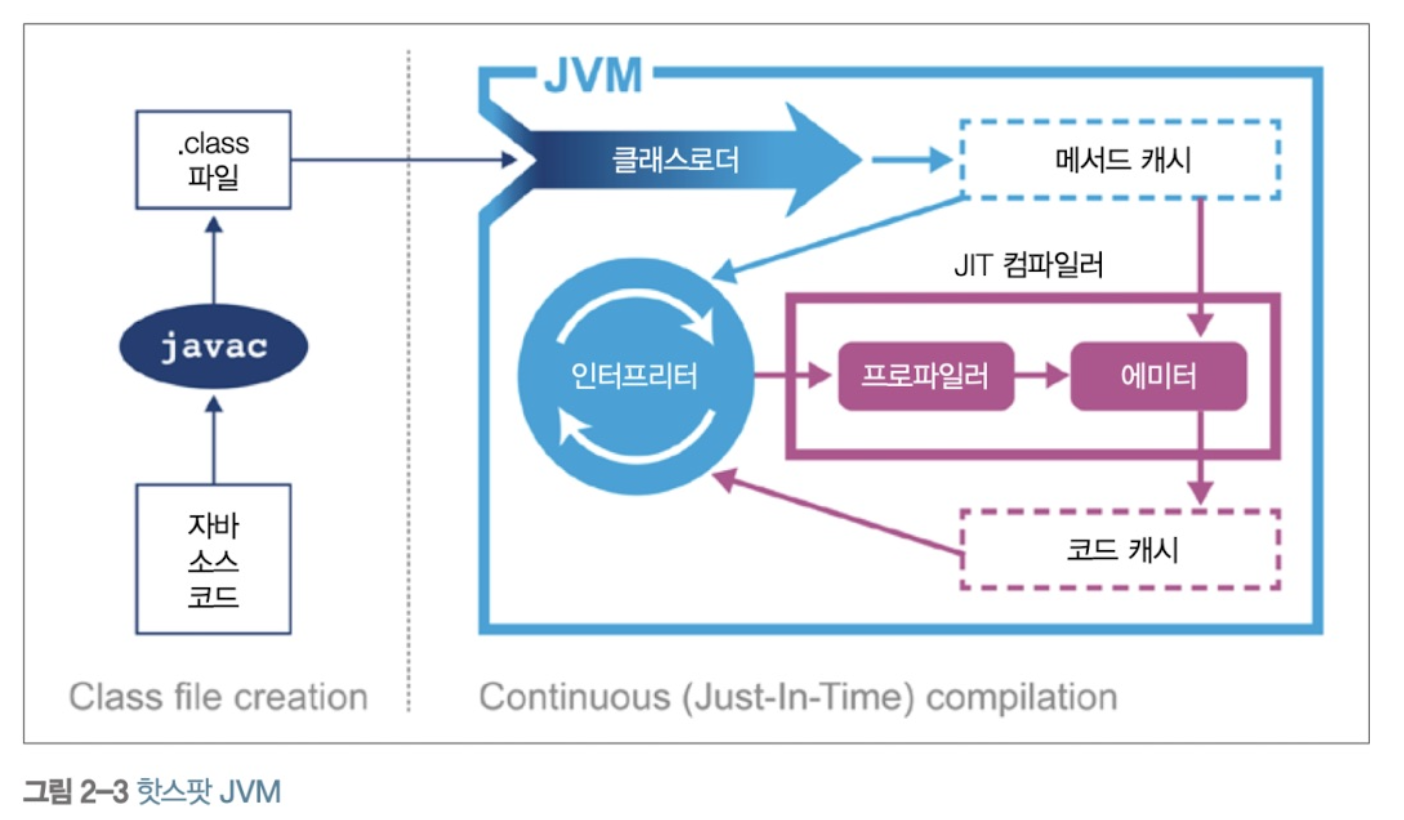 JVM
.class
파일
클래스로더
메서드 캐시
JIT 컴파일러
javac
인터프리터
프로파일러
에미터
자바
소스
코드
코드 캐시
Class file creation
Continuous (Just-In-Time) compilation
그림 2-3 핫스팟 JVM